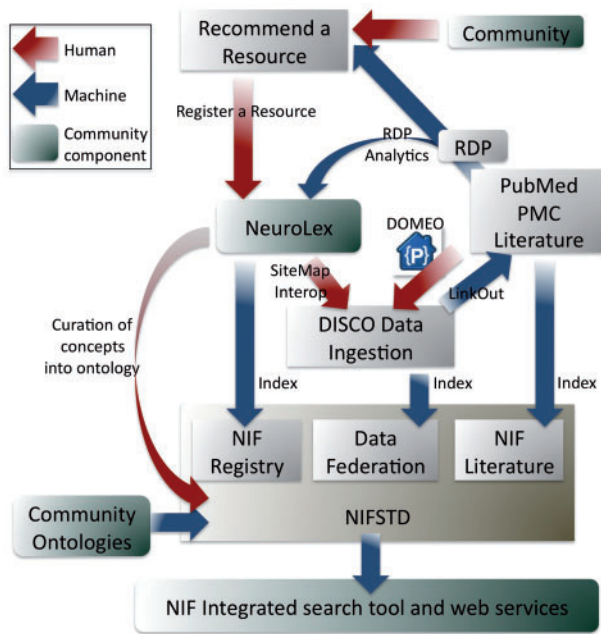 Human
Machine
Community
component
Recommend a
Resource
Community
Register a Resource
RDP
Analytics
RDP
PubMed
PMC
Literature
NeuroLex
DOMEO
{P}
SiteMap
Interop
LinkOut
DISCO Data
Ingestion
Curation of
concepts
into ontology
Index
Index
Index
NIF
Registry
Data
Federation
NIF
Literature
NIFSTD
Community
Ontologies
NIF Integrated search tool and web services